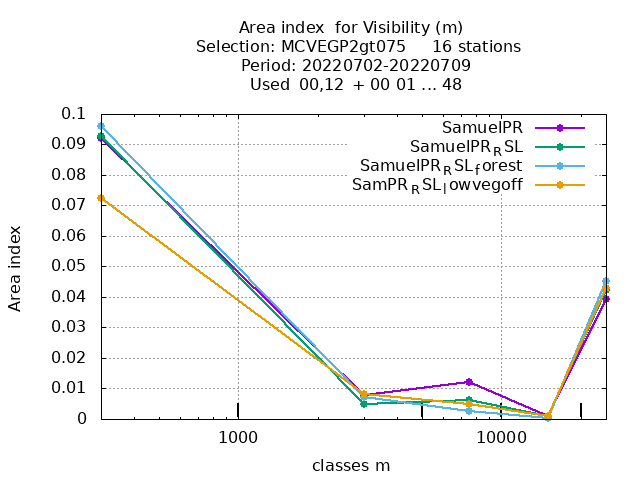 Area index  for Visibility (m)
Selection: MCVEGP2gt075     16 stations
Period: 20220702-20220709
Used  00,12  + 00 01 ... 48
SamuelPR
SamuelPR_RSL
SamuelPR_RSL_forest
SamPR_RSL_lowvegoff
0.1
0.09
0.08
0.07
0.06
0.05
0.04
0.03
0.02
0.01
0
Area index
1000
10000
classes m